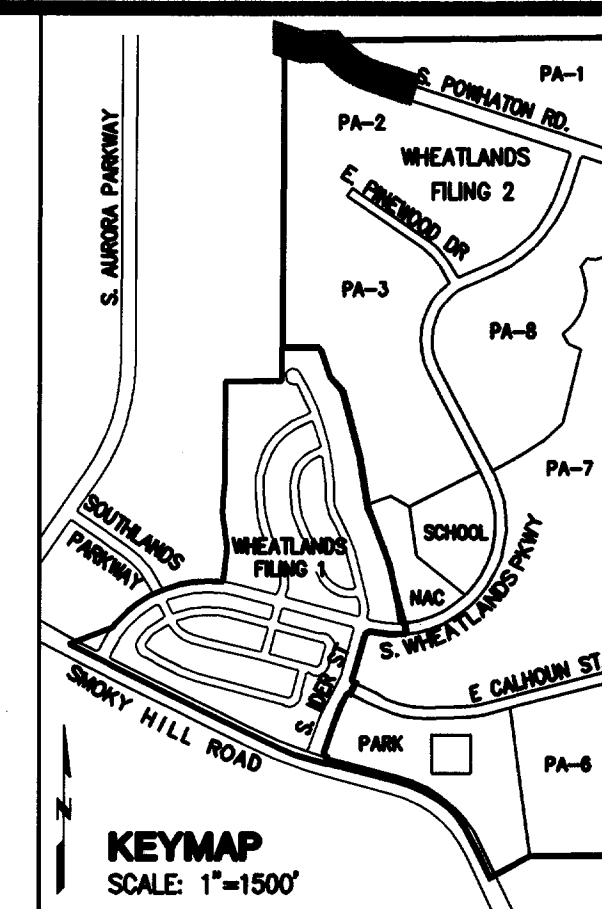 PA-1
S. POWHATON RD.
PA-2
WHEATLANDS
FILING 2
S. AURORA PARKWAY
E. PINEWOOD DR
PA-3
PA-8
PA-7
SOUTHLANDS
PARKWAY
WHEATLANDS
FILING 1
SCHOOL
NAC
S. WHEATLANDS PKWY
S. IDER ST
E CALHOUN ST
SMOKY HILL ROAD
PARK
PA-6
N
KEYMAP
SCALE: 1"=1500'